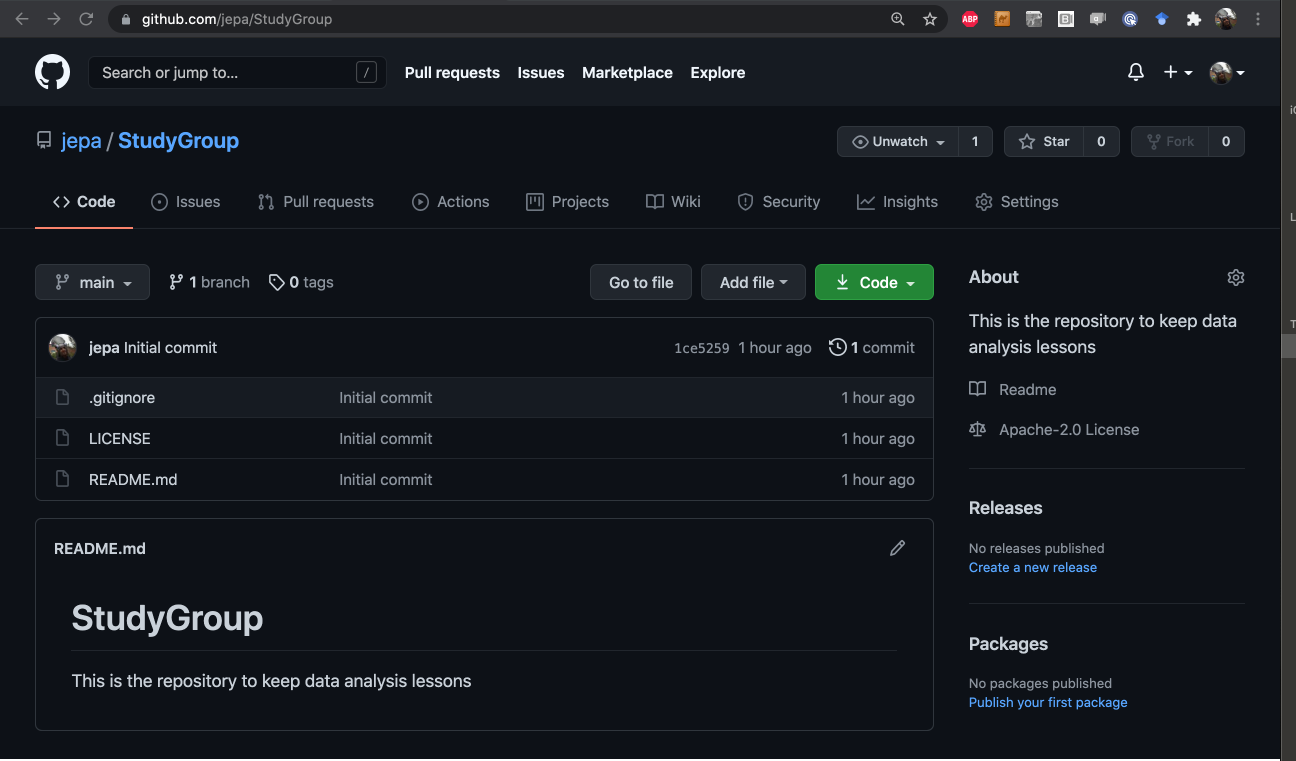 github.com/jepa/StudyGroup
ABP
Search or jump to... /
Pull requests Issues Marketplace Explore
jepa / StudyGroup
Unwatch 1 Star 0 Fork 0
Code Issues Pull requests Actions Projects Wiki Security Insights Settings
main 1 branch 0 tags Go to file Add file Code
jepa Initial commit 1ce5259 1 hour ago 1 commit
.gitignore Initial commit 1 hour ago
LICENSE Initial commit 1 hour ago
README.md Initial commit 1 hour ago
README.md
StudyGroup
This is the repository to keep data analysis lessons
About
This is the repository to keep data
analysis lessons
Readme
Apache-2.0 License
Releases
No releases published
Create a new release
Packages
No packages published
Publish your first package